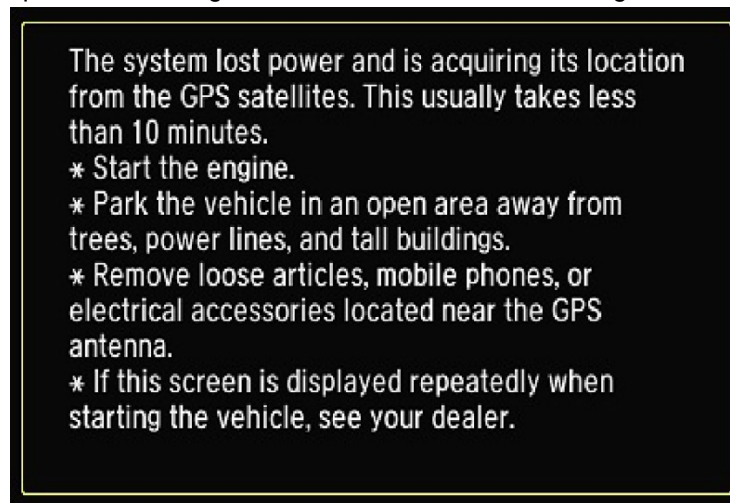 The system lost power and is acquiring its location
from the GPS satellites. This usually takes less
than 10 minutes.
* Start the engine.
* Park the vehicle in an open area away from
trees, power lines, and tall buildings.
* Remove loose articles, mobile phones, or
electrical accessories located near the GPS
antenna.
* If this screen is displayed repeatedly when
starting the vehicle, see your dealer.